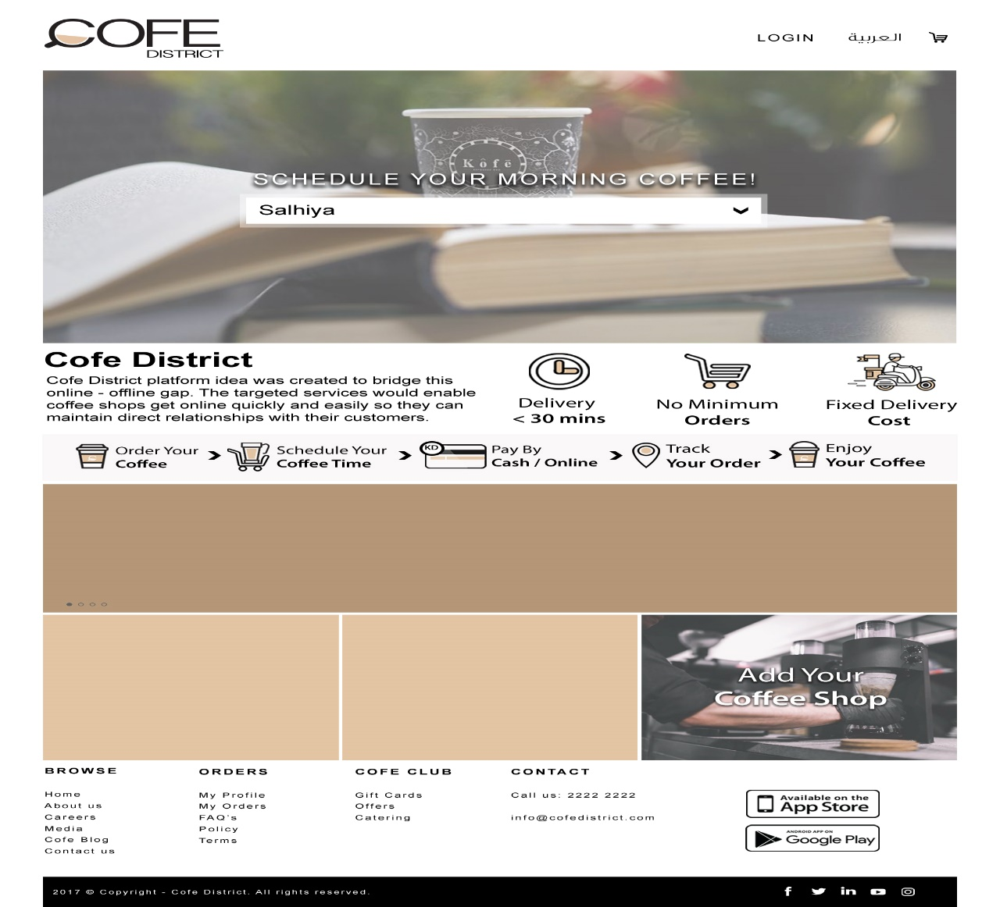 COFE
DISTRICT
LOGIN
العربية
Kôfē
SCHEDULE YOUR MORNING COFFEE!
Salhiya
Cofe District
Cofe District platform idea was created to bridge this
online - offline gap. The targeted services would enable
coffee shops get online quickly and easily so they can
maintain direct relationships with their customers.
Delivery
< 30 mins
No Minimum
Orders
Fixed Delivery
Cost
Order Your
Coffee
Schedule Your
Coffee Time
KD
Pay By
Cash / Online
Track
Your Order
Enjoy
Your Coffee
Add Your
Coffee Shop
BROWSE
Home
About us
Careers
Media
Cofe Blog
Contact us
ORDERS
My Profile
My Orders
FAQ's
Policy
Terms
COFE CLUB
Gift Cards
Offers
Catering
CONTACT
Call us: 2222 2222
info@cofedistrict.com
Available on the
App Store
ANDROID APP ON
Google Play
2017 © Copyright - Cofe District. All rights reserved.